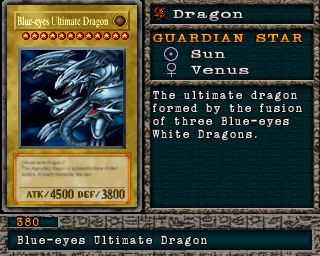 Blue-eyes Ultimate Dragon
ATK/4500 DEF/3800
Dragon
GUARDIAN STAR
Sun
Venus
The ultimate dragon
formed by the fusion
of three Blue-eyes
White Dragons.
380
Blue-eyes Ultimate Dragon